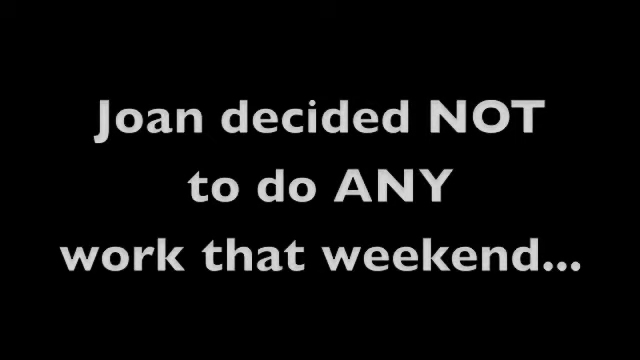 Joan decided NOT
to do ANY
work that weekend...